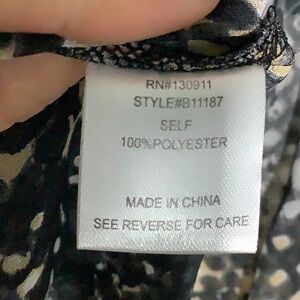 RN#130911
STYLE#B11187
SELF
100%POLYESTER
MADE IN CHINA
SEE REVERSE FOR CARE